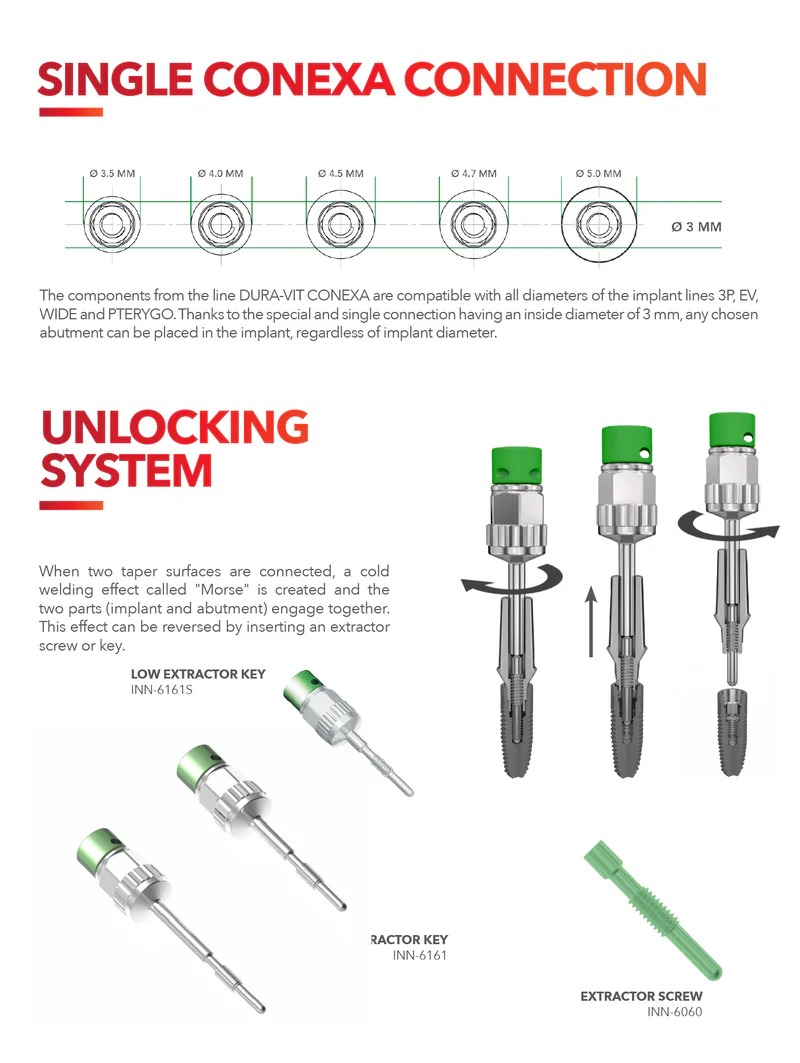 SINGLE CONEXA CONNECTION
Ø 3.5 MM
Ø 4.0 MM
Ø 4.5 MM
Ø 4.7 MM
Ø 5.0 MM
Ø 3 MM
The components from the line DURA-VIT CONEXA are compatible with all diameters of the implant lines 3P, EV,
WIDE and PTERYGO. Thanks to the special and single connection having an inside diameter of 3 mm, any chosen
abutment can be placed in the implant, regardless of implant diameter.
UNLOCKING
SYSTEM
When two taper surfaces are connected, a cold
welding effect called "Morse" is created and the
two parts (implant and abutment) engage together.
This effect can be reversed by inserting an extractor
screw or key.
LOW EXTRACTOR KEY
INN-6161S
RACTOR KEY
INN-6161
EXTRACTOR SCREW
INN-6060